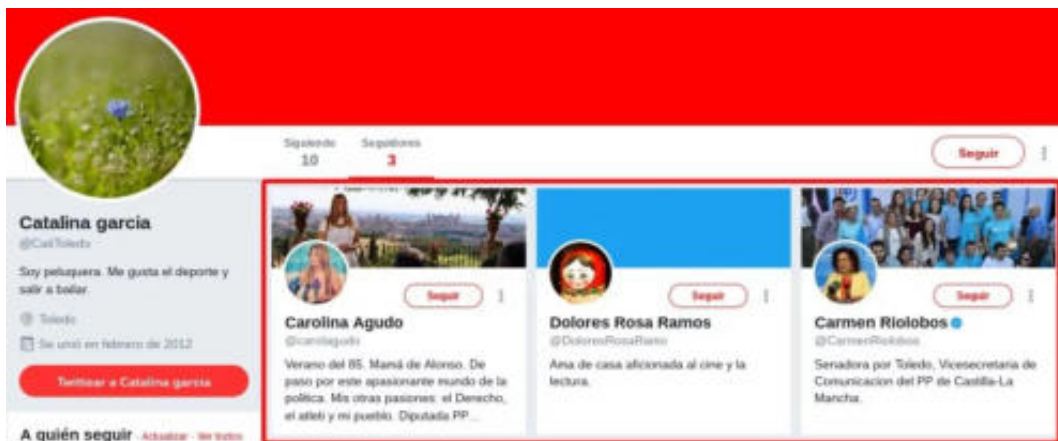 Siguiendo
10
Seguidores
3
Seguir
Catalina garcia
@CatiToledo
Soy peluquera. Me gusta el deporte y
salir a bailar.
Toledo
Se unió en febrero de 2012
Twittear a Catalina garcia
A quién seguir · Actualizar · Ver todos
Seguir
Carolina Agudo
@carolagudo
Verano del 85. Mamá de Alonso. De
paso por este apasionante mundo de la
política. Mis otras pasiones: el Derecho,
el atleti y mi pueblo. Diputada PP...
Seguir
Dolores Rosa Ramos
@DoloresRosaRamo
Ama de casa aficionada al cine y la
lectura.
Seguir
Carmen Riolobos
@CarmenRiolobos
Senadora por Toledo, Vicesecretaria de
Comunicacion del PP de Castilla-La
Mancha.